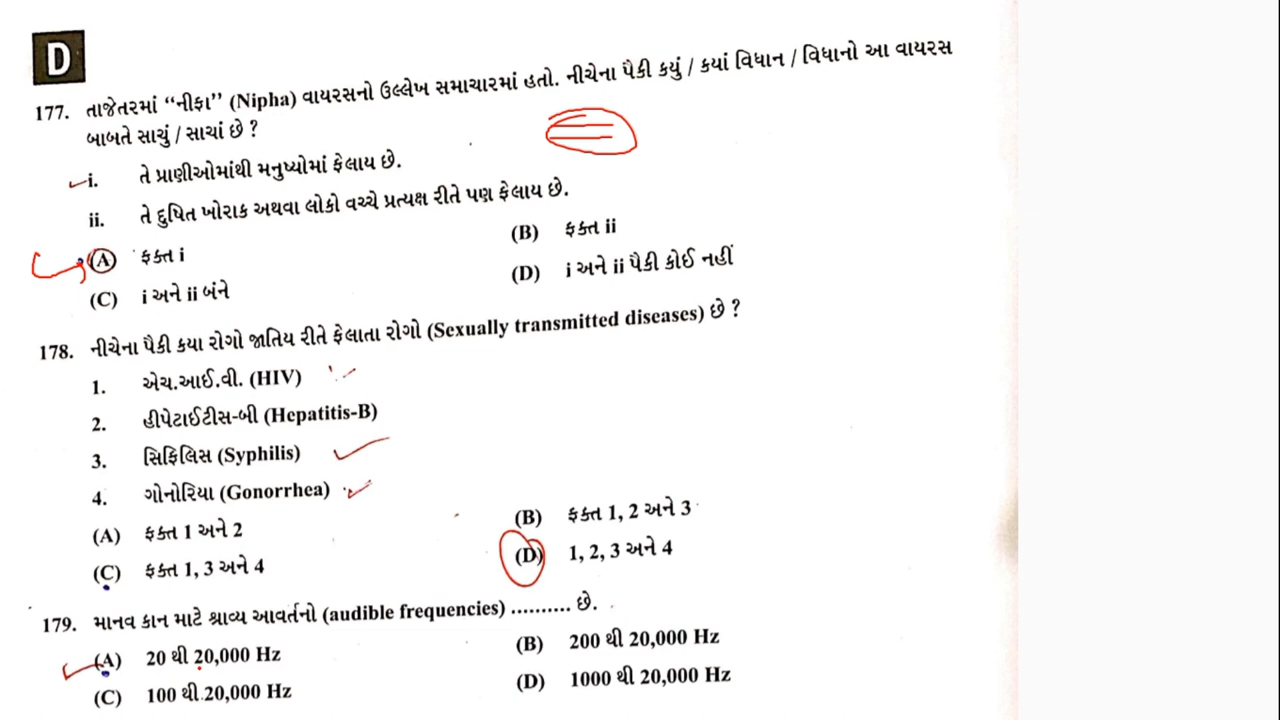 D
177. તાજેતરમાં “નીફા” (Nipha) વાયરસનો ઉલ્લેખ સમાચારમાં હતો. નીચેના પૈકી કયું / કયાં વિધાન / વિધાનો આ વાયરસ
બાબતે સાચું / સાચાં છે ?
i. તે પ્રાણીઓમાંથી મનુષ્યોમાં ફેલાય છે.
ii. તે દુષિત ખોરાક અથવા લોકો વચ્ચે પ્રત્યક્ષ રીતે પણ ફેલાય છે.
(A) ફક્ત i (B) ફક્ત ii
(C) i અને ii બંને (D) i અને ii પૈકી કોઈ નહીં
178. નીચેના પૈકી કયા રોગો જાતિય રીતે ફેલાતા રોગો (Sexually transmitted diseases) છે ?
1. એચ.આઈ.વી. (HIV)
2. હીપેટાઈટીસ-બી (Hepatitis-B)
3. સિફિલિસ (Syphilis)
4. ગોનોરિયા (Gonorrhea)
(A) ફક્ત 1 અને 2 (B) ફક્ત 1, 2 અને 3
(C) ફક્ત 1, 3 અને 4 (D) 1, 2, 3 અને 4
179. માનવ કાન માટે શ્રાવ્ય આવર્તનો (audible frequencies) .......... છે.
(A) 20 થી 20,000 Hz (B) 200 થી 20,000 Hz
(C) 100 થી 20,000 Hz (D) 1000 થી 20,000 Hz